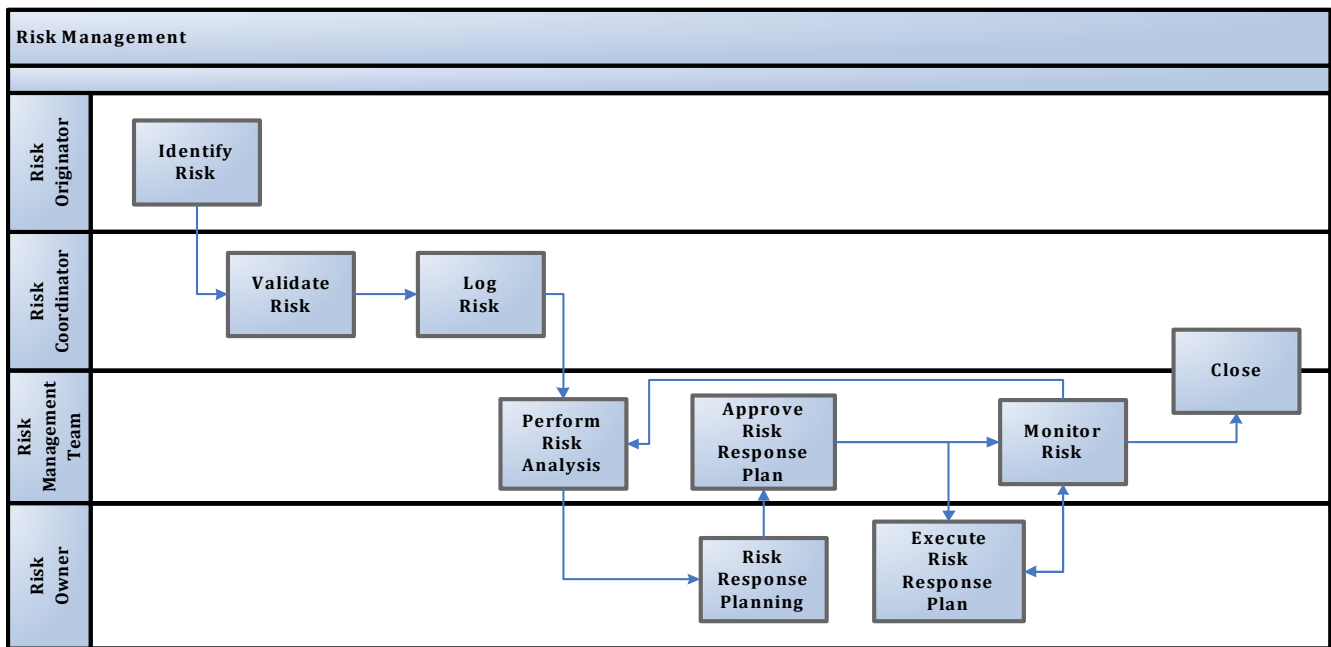 Risk Management
Risk
Originator
Identify
Risk
Risk
Coordinator
Validate
Risk
Log
Risk
Close
Risk
Management
Team
Perform
Risk
Analysis
Approve
Risk
Response
Plan
Monitor
Risk
Risk
Owner
Risk
Response
Planning
Execute
Risk
Response
Plan